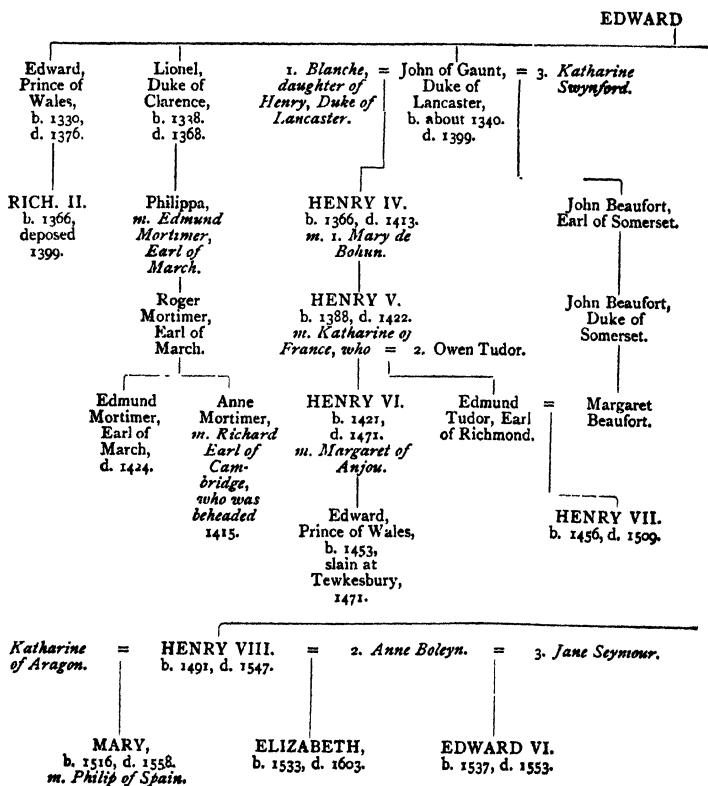 EDWARD
Edward,
Prince of
Wales,
b. 1330,
d. 1376.
Lionel,
Duke of
Clarence,
b. 1338.
d. 1368.
1. Blanche,
daughter of
Henry, Duke of
Lancaster.
=
John of Gaunt,
Duke of
Lancaster,
b. about 1340.
d. 1399.
= 3. Katharine
Swynford.
RICH. II.
b. 1366,
deposed
1399.
Philippa,
m. Edmund
Mortimer,
Earl of
March.
HENRY IV.
b. 1366, d. 1413.
m. 1. Mary de
Bohun.
John Beaufort,
Earl of Somerset.
Roger
Mortimer,
Earl of
March.
HENRY V.
b. 1388, d. 1422.
m. Katharine of
France, who = 2. Owen Tudor.
John Beaufort,
Duke of
Somerset.
Edmund
Mortimer,
Earl of
March,
d. 1424.
Anne
Mortimer,
m. Richard
Earl of
Cam-
bridge,
who was
beheaded
1415.
HENRY VI.
b. 1421,
d. 1471.
m. Margaret of
Anjou.
Edmund
Tudor, Earl
of Richmond.
=
Margaret
Beaufort.
Edward,
Prince of Wales,
b. 1453,
slain at
Tewkesbury,
1471.
HENRY VII.
b. 1456, d. 1509.
Katharine
of Aragon.
=
HENRY VIII.
b. 1491, d. 1547.
= 2. Anne Boleyn. = 3. Jane Seymour.
MARY,
b. 1516, d. 1558.
m. Philip of Spain.
ELIZABETH,
b. 1533, d. 1603.
EDWARD VI.
b. 1537, d. 1553.